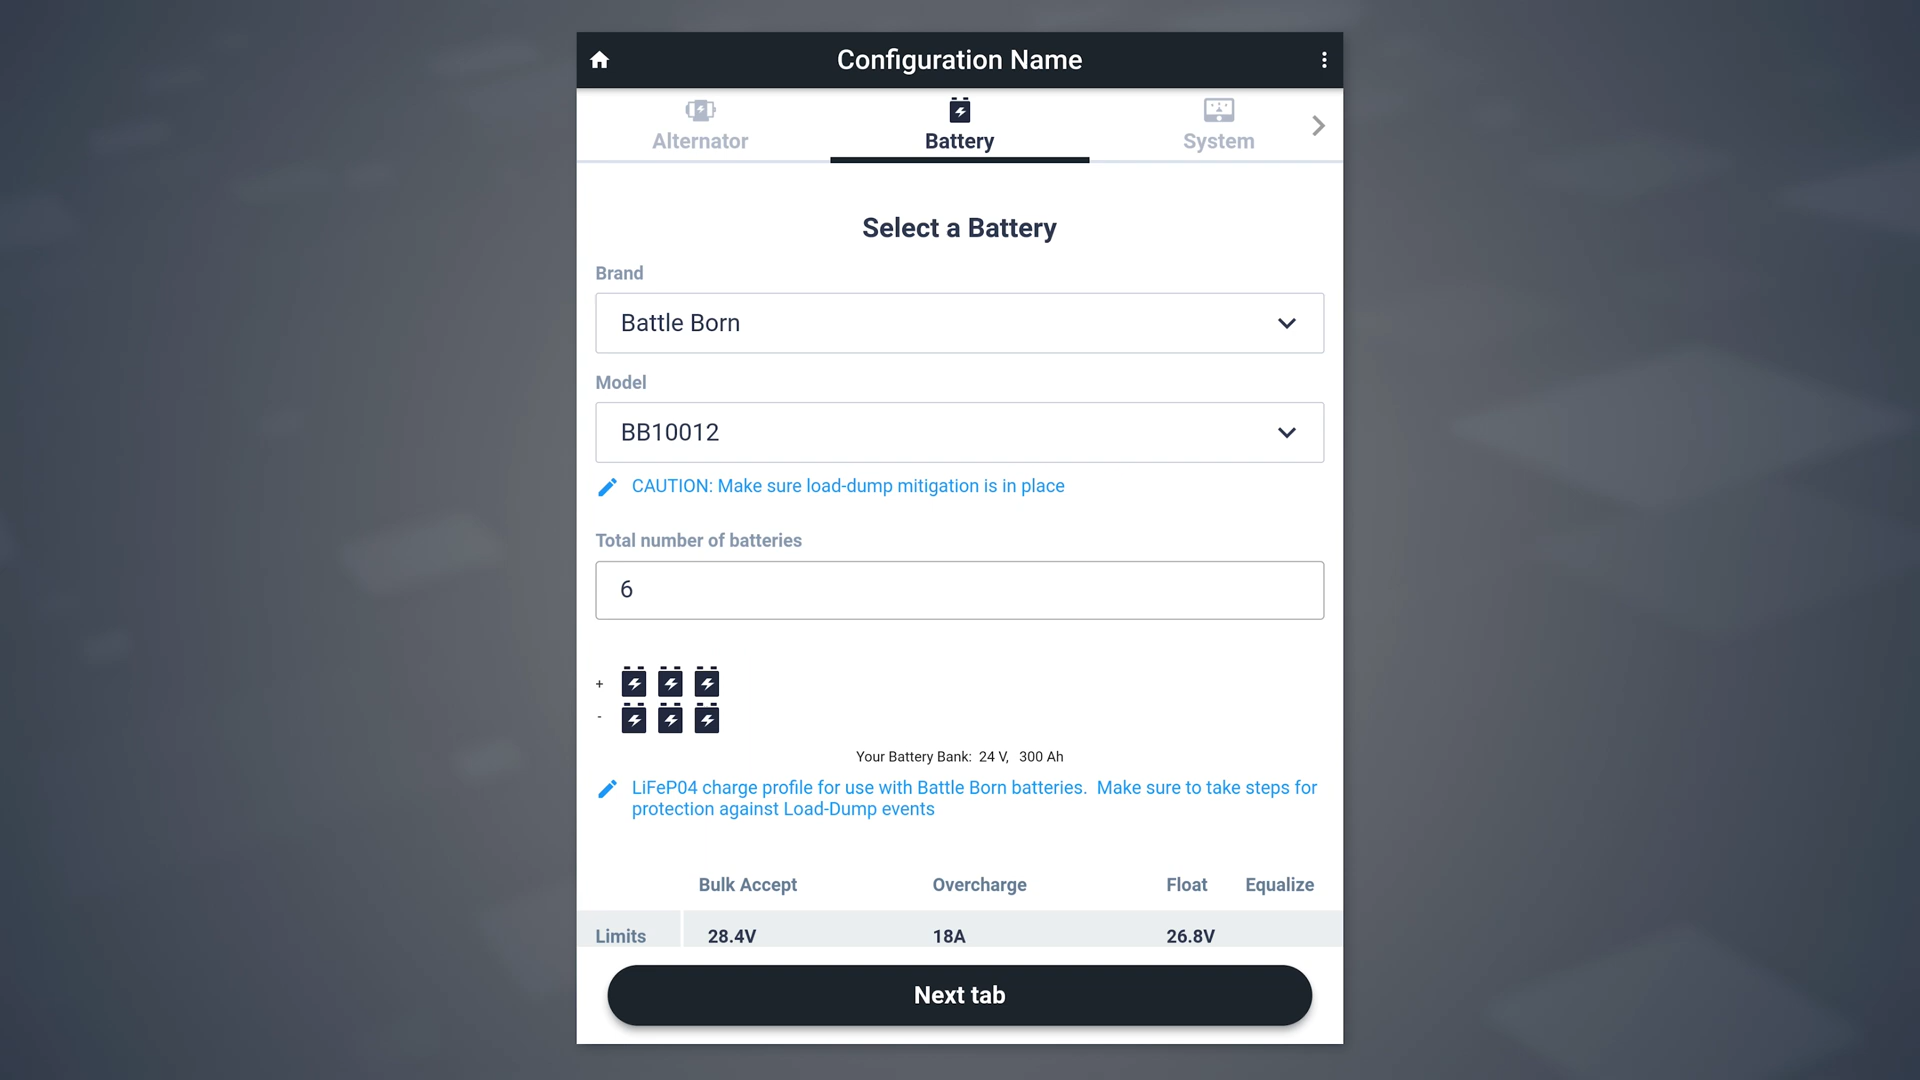 Configuration Name
Alternator
Battery
System
Select a Battery
Brand
Battle Born
Model
BB10012
CAUTION: Make sure load-dump mitigation is in place
Total number of batteries
6
+
-
Your Battery Bank: 24 V, 300 Ah
LiFeP04 charge profile for use with Battle Born batteries. Make sure to take steps for
protection against Load-Dump events
Bulk Accept Overcharge Float Equalize
Limits 28.4V 18A 26.8V
Next tab